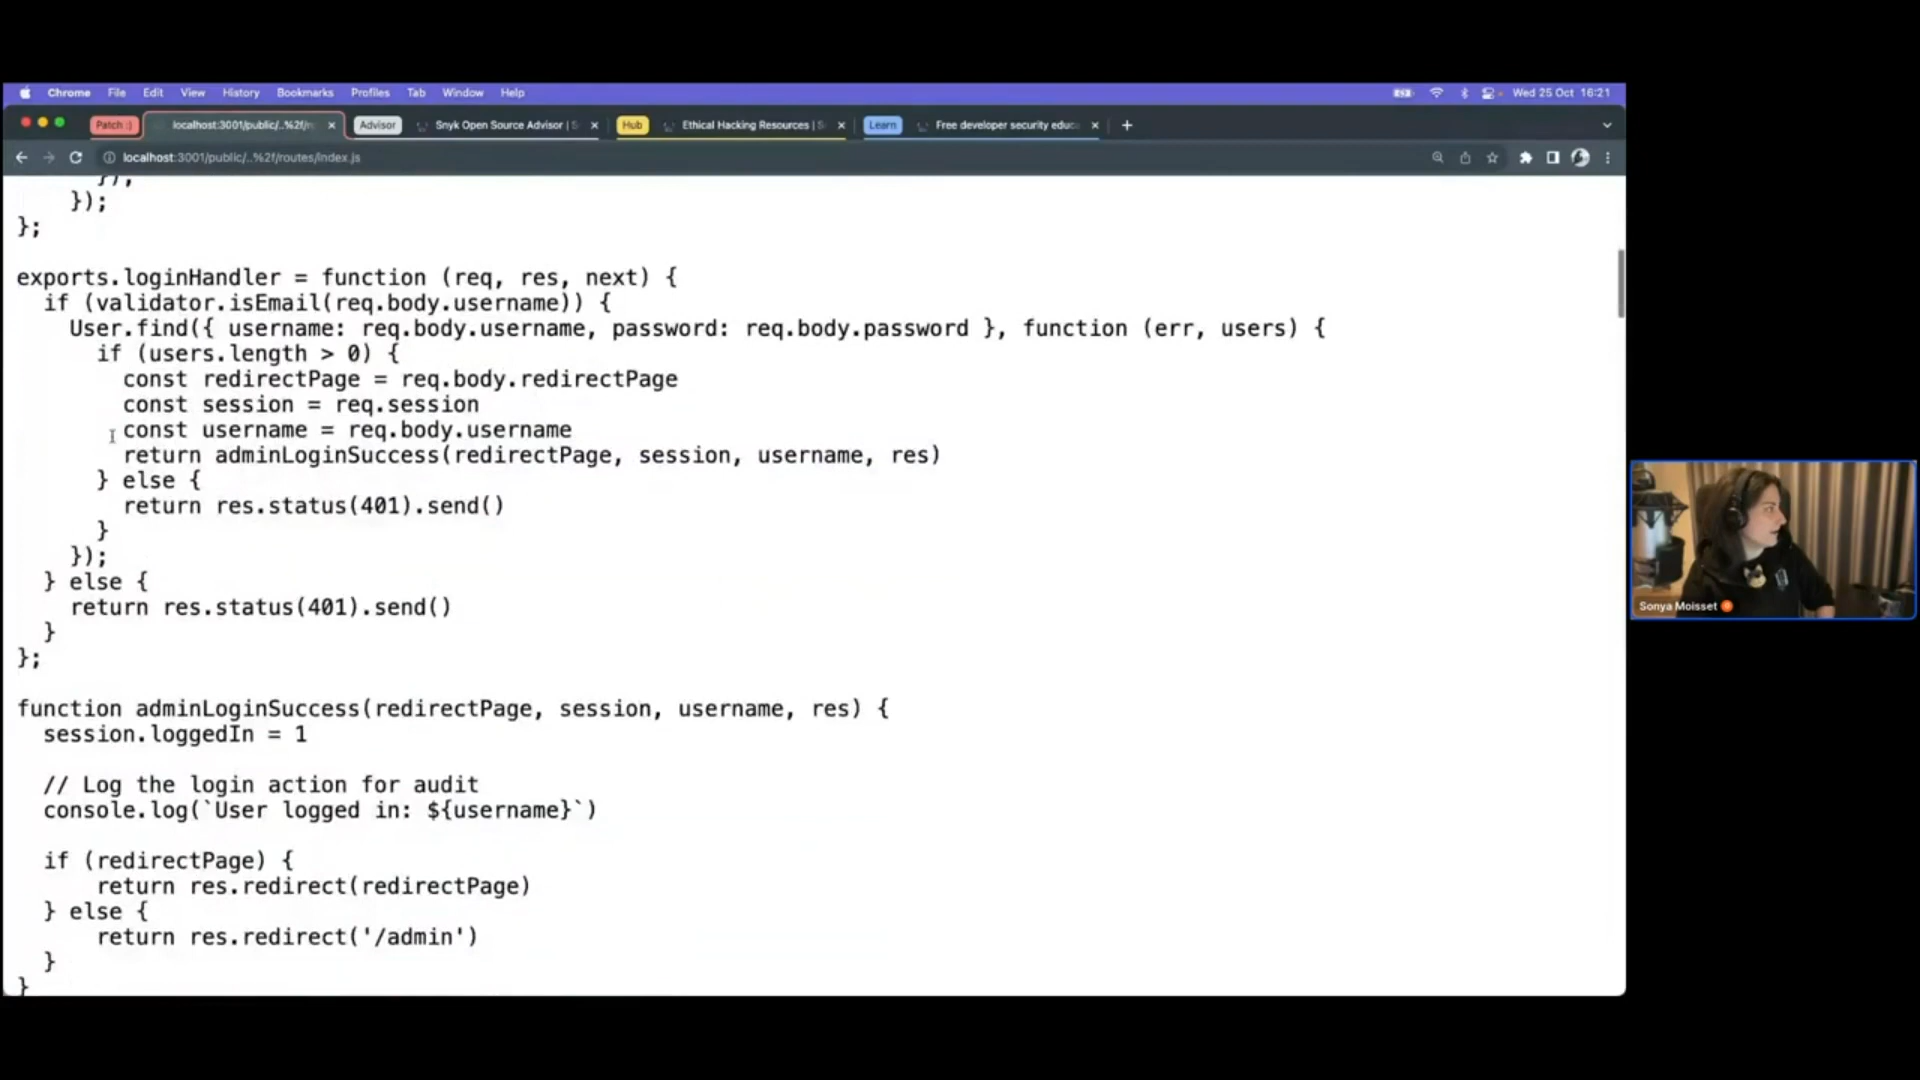 Chrome File Edit View History Bookmarks Profiles Tab Window Help Wed 25 Oct 16:21
Patch :) localhost:3001/public/..%2f/r Advisor Snyk Open Source Advisor | S Hub Ethical Hacking Resources | S Learn Free developer security educ
localhost:3001/public/..%2f/routes/index.js
});
});
};
exports.loginHandler = function (req, res, next) {
if (validator.isEmail(req.body.username)) {
User.find({ username: req.body.username, password: req.body.password }, function (err, users) {
if (users.length > 0) {
const redirectPage = req.body.redirectPage
const session = req.session
const username = req.body.username
return adminLoginSuccess(redirectPage, session, username, res)
} else {
return res.status(401).send()
}
});
} else {
return res.status(401).send()
}
};
function adminLoginSuccess(redirectPage, session, username, res) {
session.loggedIn = 1
// Log the login action for audit
console.log(`User logged in: ${username}`)
if (redirectPage) {
return res.redirect(redirectPage)
} else {
return res.redirect('/admin')
}
}
Sonya Moisset